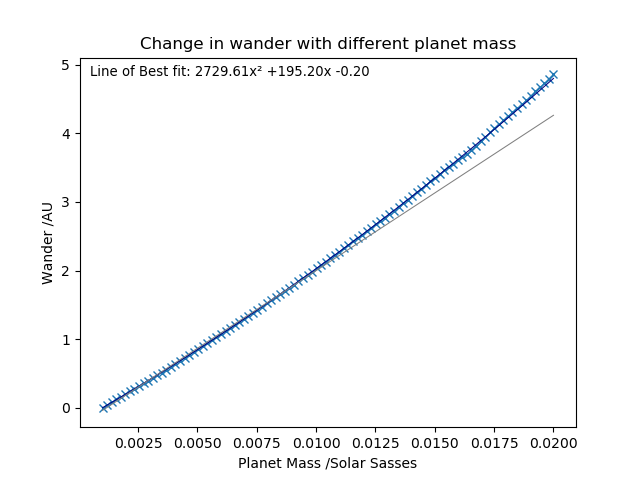 Change in wander with different planet mass
Line of Best fit: 2729.61x² +195.20x -0.20
5
4
3
2
1
0
Wander /AU
0.0025 0.0050 0.0075 0.0100 0.0125 0.0150 0.0175 0.0200
Planet Mass /Solar Sasses